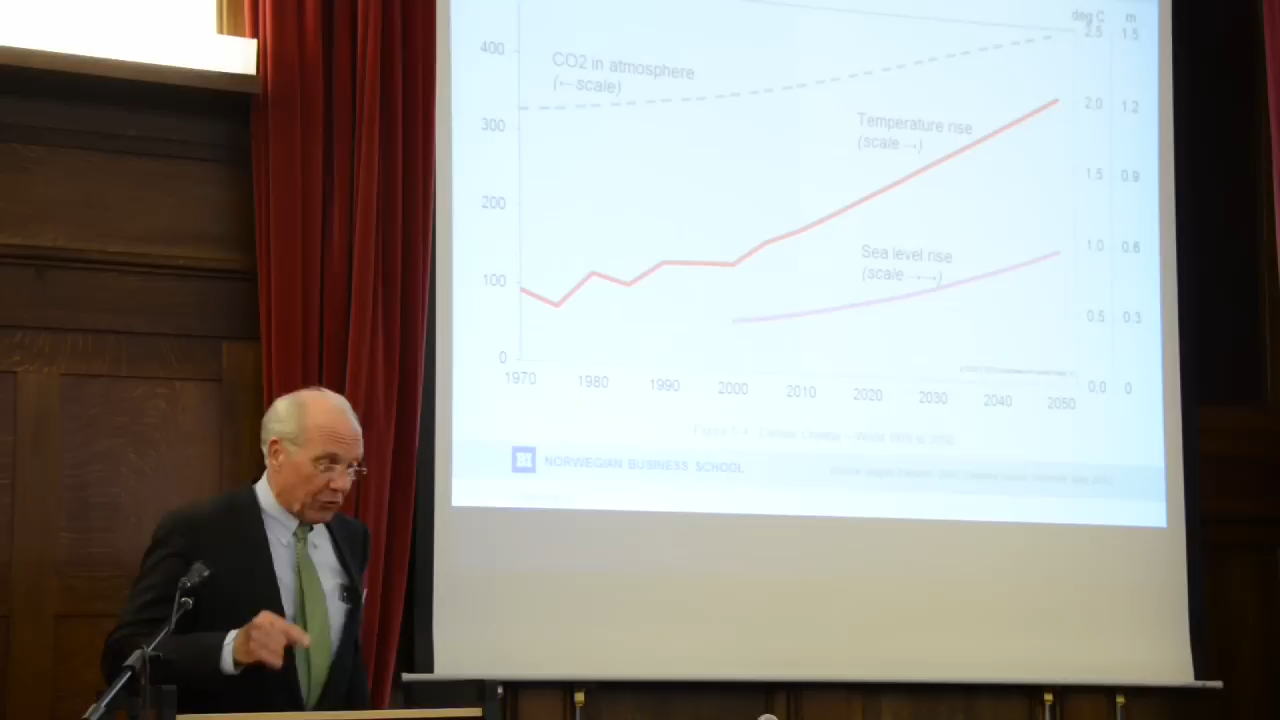 deg C m
400
2.5 1.5
CO2 in atmosphere
(←scale)
2.0 1.2
300
Temperature rise
(scale →)
1.5 0.9
200
1.0 0.6
Sea level rise
(scale →→)
100
0.5 0.3
0
0.0 0
1970 1980 1990 2000 2010 2020 2030 2040 2050
BI NORWEGIAN BUSINESS SCHOOL